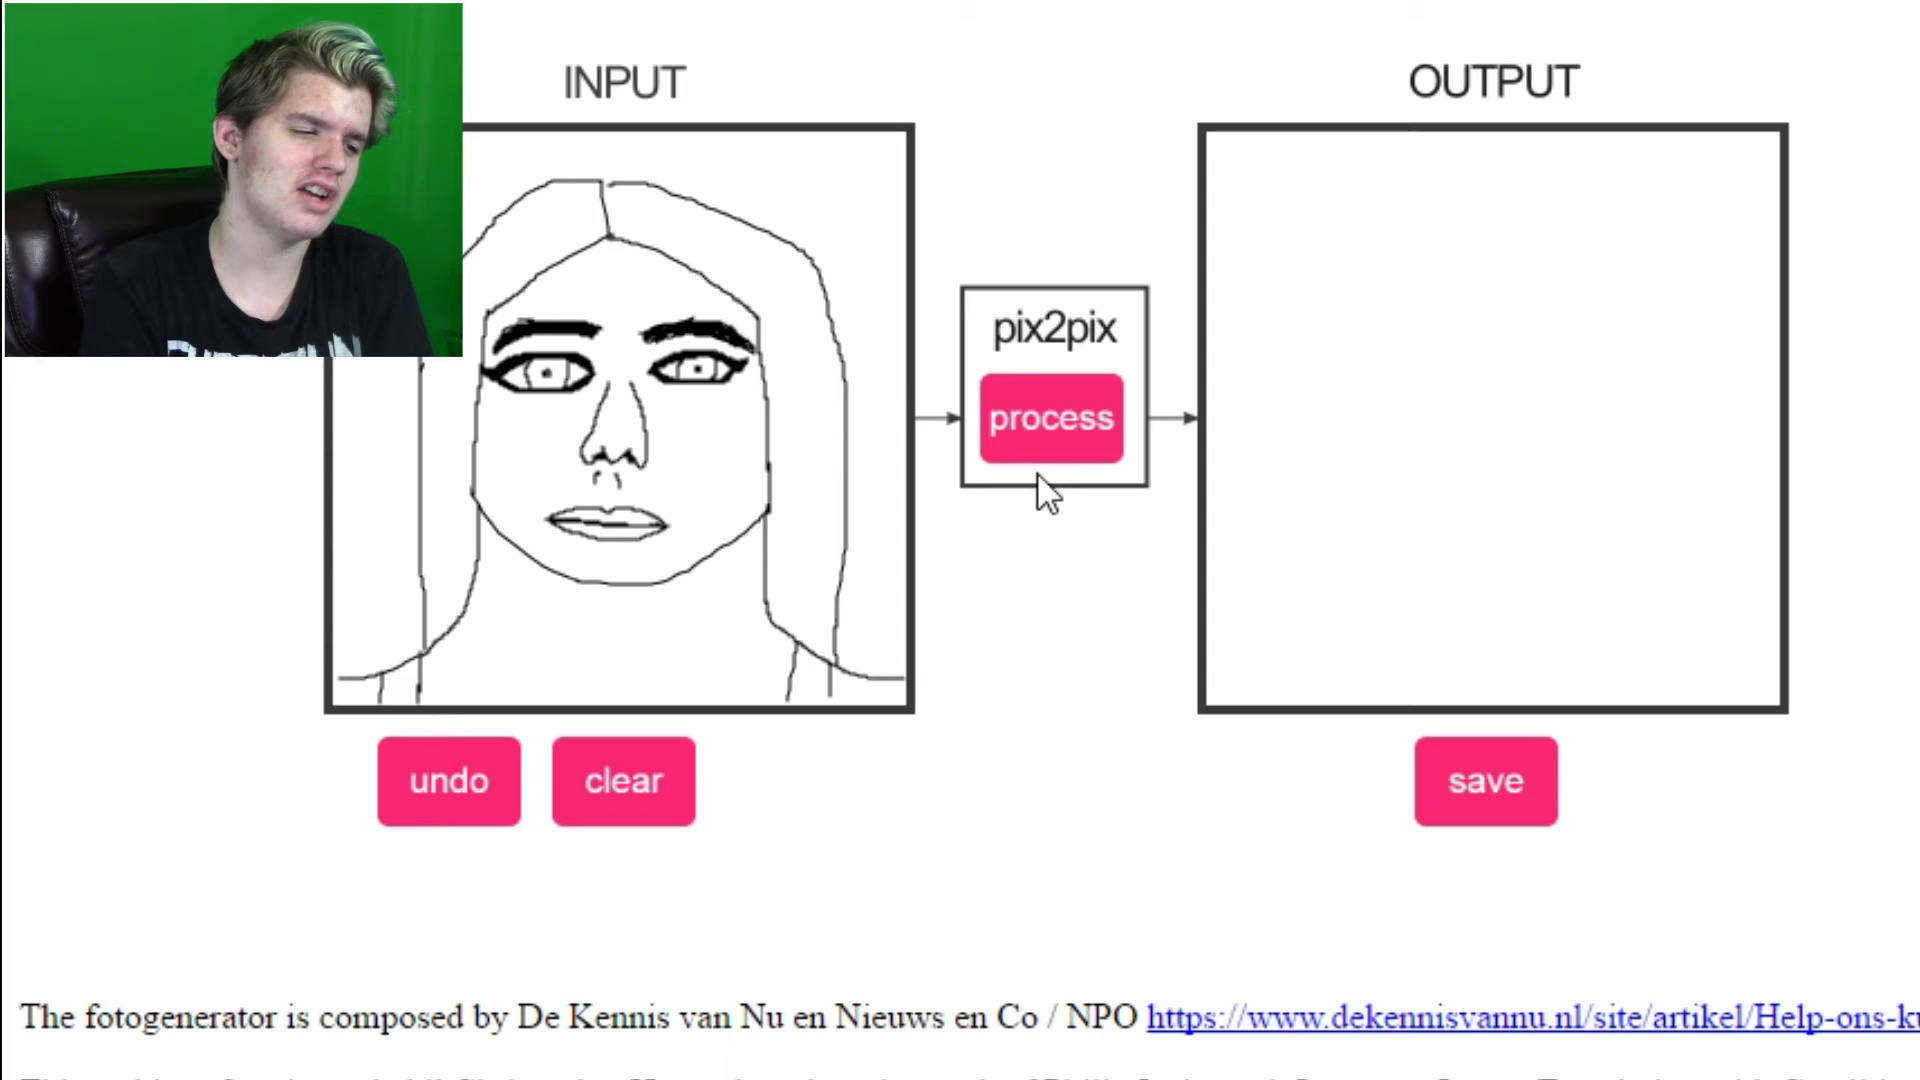 INPUT
OUTPUT
pix2pix
process
undo
clear
save
The fotogenerator is composed by De Kennis van Nu en Nieuws en Co / NPO https://www.dekennisvannu.nl/site/artikel/Help-ons-k